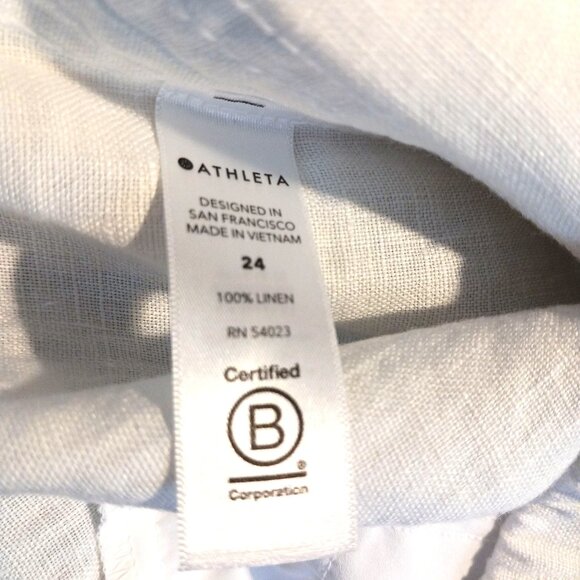 ATHLETA
DESIGNED IN
SAN FRANCISCO
MADE IN VIETNAM
24
100% LINEN
RN 54023
Certified
B
®
Corporation